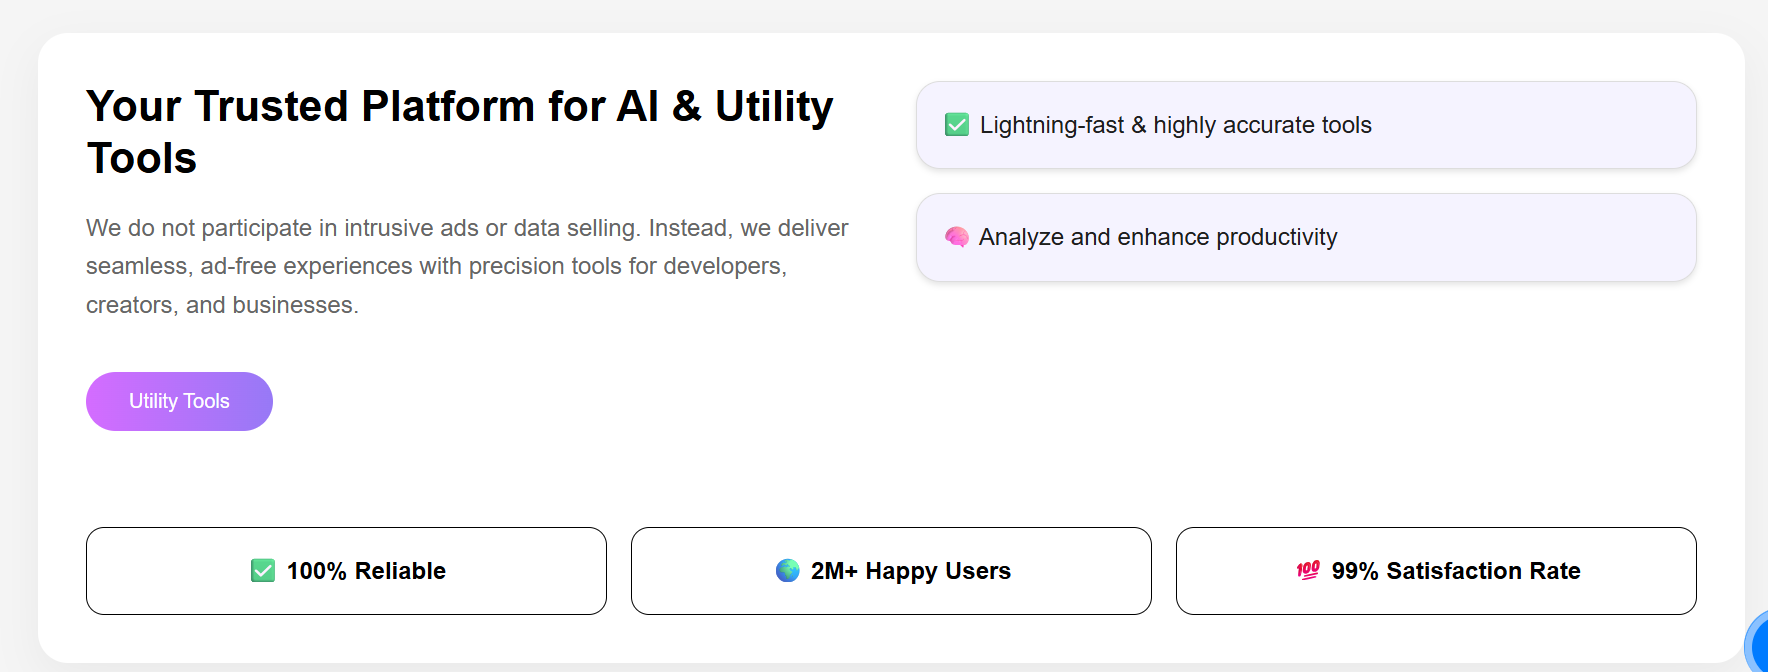 Your Trusted Platform for AI & Utility
Tools
We do not participate in intrusive ads or data selling. Instead, we deliver
seamless, ad-free experiences with precision tools for developers,
creators, and businesses.
Utility Tools
✅ Lightning-fast & highly accurate tools
🧠 Analyze and enhance productivity
✅ 100% Reliable
🌍 2M+ Happy Users
💯 99% Satisfaction Rate